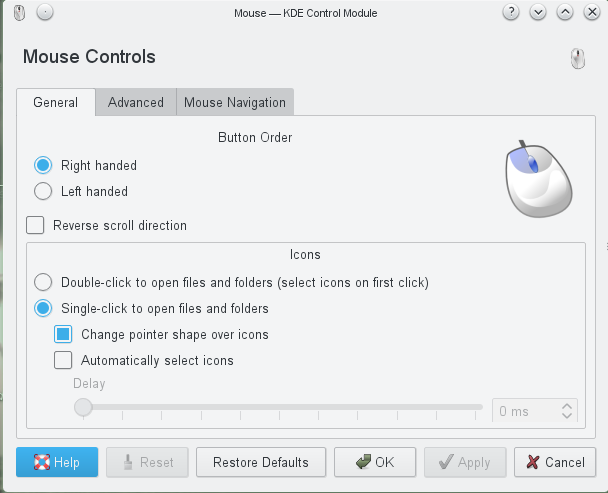 Mouse — KDE Control Module
Mouse Controls
General Advanced Mouse Navigation
Button Order
Right handed
Left handed
Reverse scroll direction
Icons
Double-click to open files and folders (select icons on first click)
Single-click to open files and folders
Change pointer shape over icons
Automatically select icons
Delay
0 ms
Help Reset Restore Defaults OK Apply Cancel